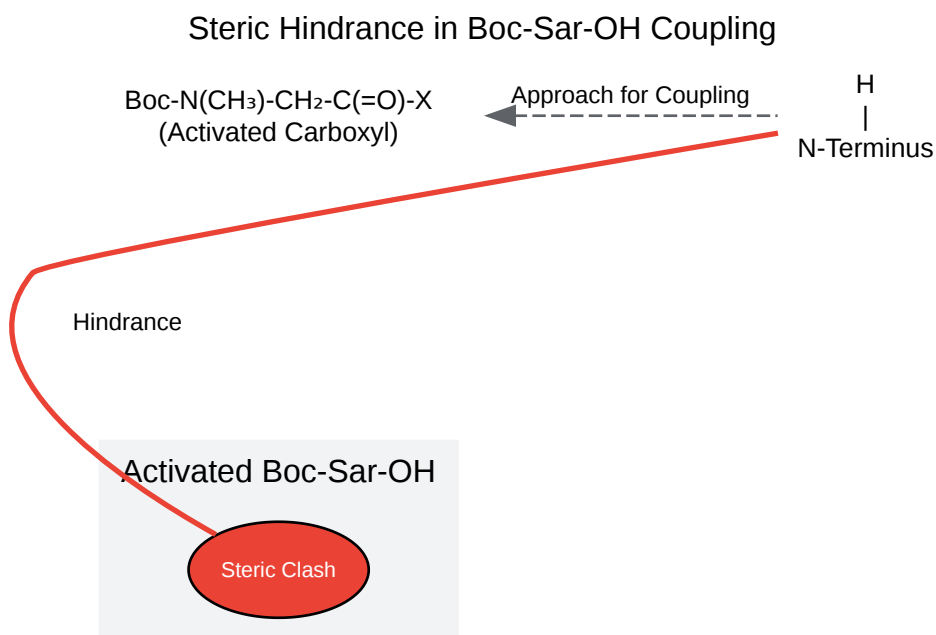 Steric Hindrance in Boc-Sar-OH Coupling
Boc-N(CH₃)-CH₂-C(=O)-X
(Activated Carboxyl)
Approach for Coupling
H
|
N-Terminus
Hindrance
Activated Boc-Sar-OH
Steric Clash